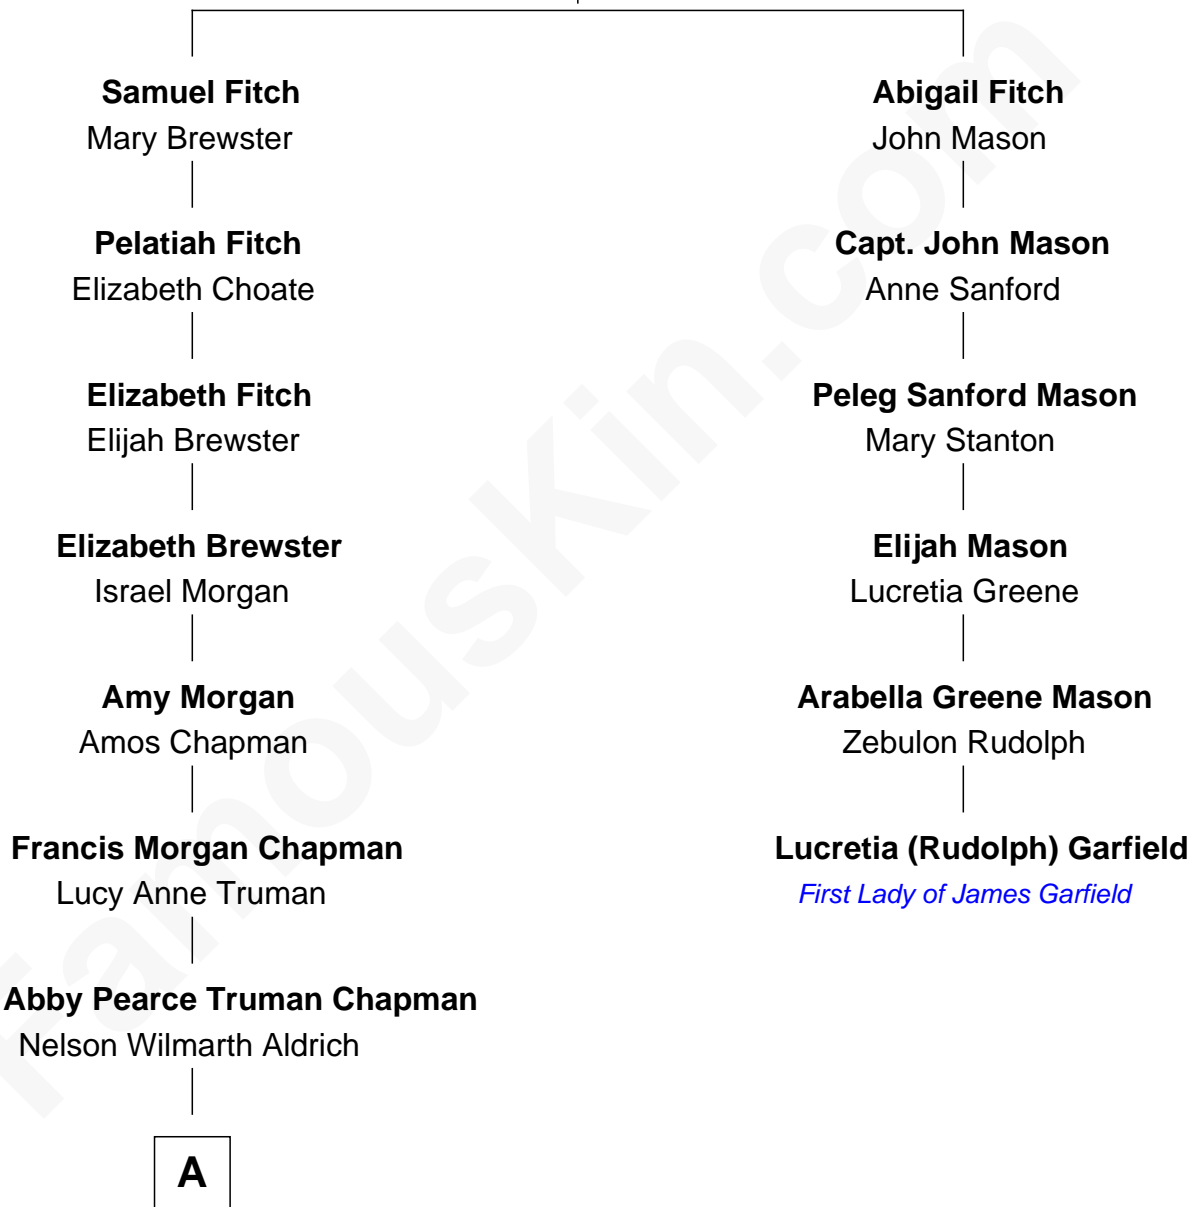 Samuel Fitch
Mary Brewster
Pelatiah Fitch
Elizabeth Choate
Elizabeth Fitch
Elijah Brewster
Elizabeth Brewster
Israel Morgan
Amy Morgan
Amos Chapman
Francis Morgan Chapman
Lucy Anne Truman
Abby Pearce Truman Chapman
Nelson Wilmarth Aldrich
A
Abigail Fitch
John Mason
Capt. John Mason
Anne Sanford
Peleg Sanford Mason
Mary Stanton
Elijah Mason
Lucretia Greene
Arabella Greene Mason
Zebulon Rudolph
Lucretia (Rudolph) Garfield
First Lady of James Garfield
FamousKin.com